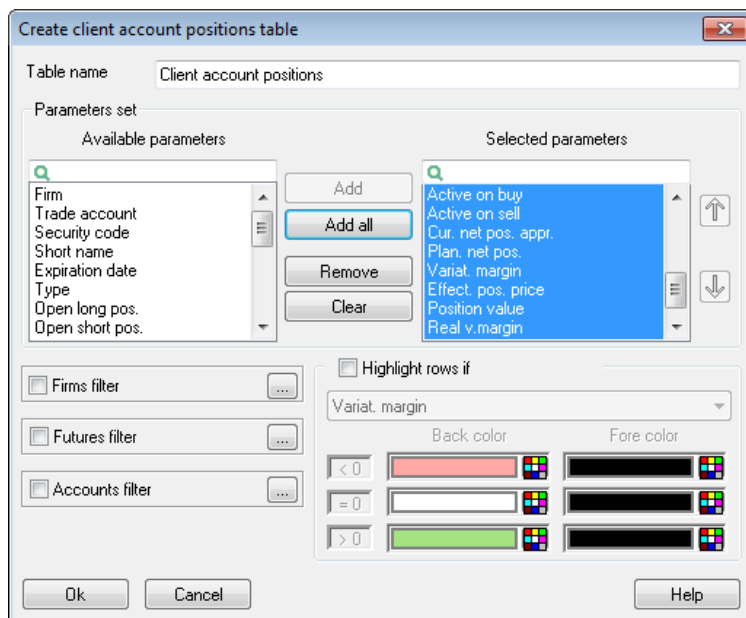 Create client account positions table
Table name
Client account positions
Parameters set
Available parameters
Selected parameters
Firm
Trade account
Security code
Short name
Expiration date
Type
Open long pos.
Open short pos.
Add
Add all
Remove
Clear
Active on buy
Active on sell
Cur. net pos. appr.
Plan. net pos.
Variat. margin
Effect. pos. price
Position value
Real v.margin
Firms filter
...
Futures filter
...
Accounts filter
...
Highlight rows if
Variat. margin
Back color Fore color
< 0
= 0
> 0
Ok
Cancel
Help